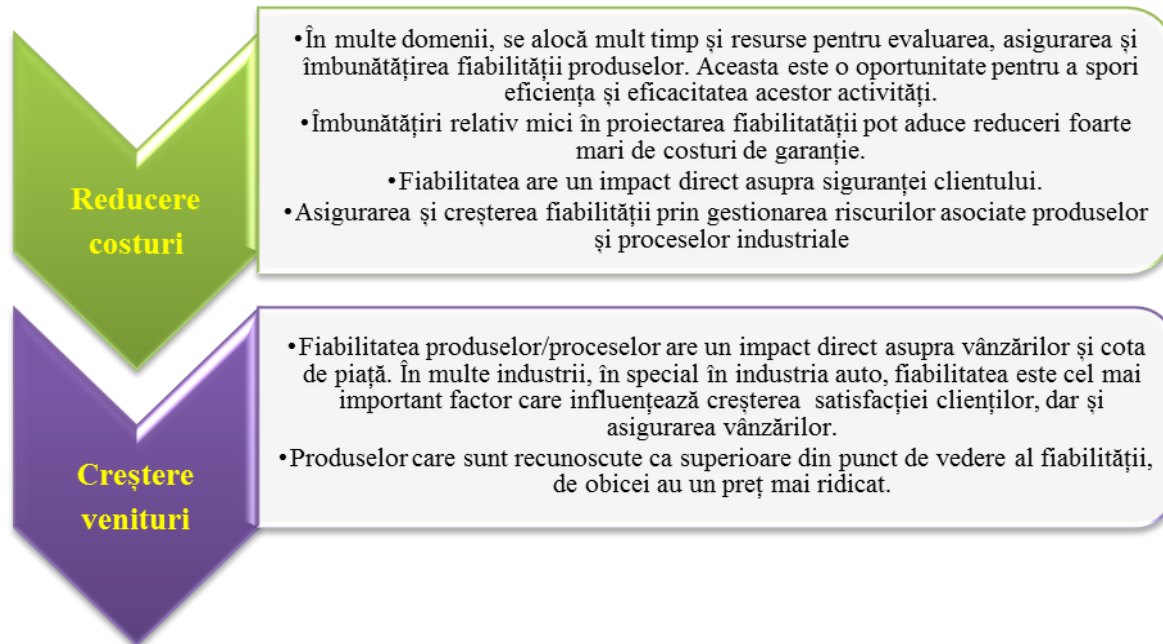 •În multe domenii, se alocă mult timp și resurse pentru evaluarea, asigurarea și
îmbunătățirea fiabilității produselor. Aceasta este o oportunitate pentru a spori
eficiența și eficacitatea acestor activități.
•Îmbunătățiri relativ mici în proiectarea fiabilitatății pot aduce reduceri foarte
mari de costuri de garanție.
•Fiabilitatea are un impact direct asupra siguranței clientului.
•Asigurarea și creșterea fiabilității prin gestionarea riscurilor asociate produselor
și proceselor industriale
Reducere
costuri
•Fiabilitatea produselor/proceselor are un impact direct asupra vânzărilor și cota
de piață. În multe industrii, în special în industria auto, fiabilitatea este cel mai
important factor care influențează creșterea satisfacției clienților, dar și
asigurarea vânzărilor.
•Produselor care sunt recunoscute ca superioare din punct de vedere al fiabilității,
de obicei au un preț mai ridicat.
Creștere
venituri